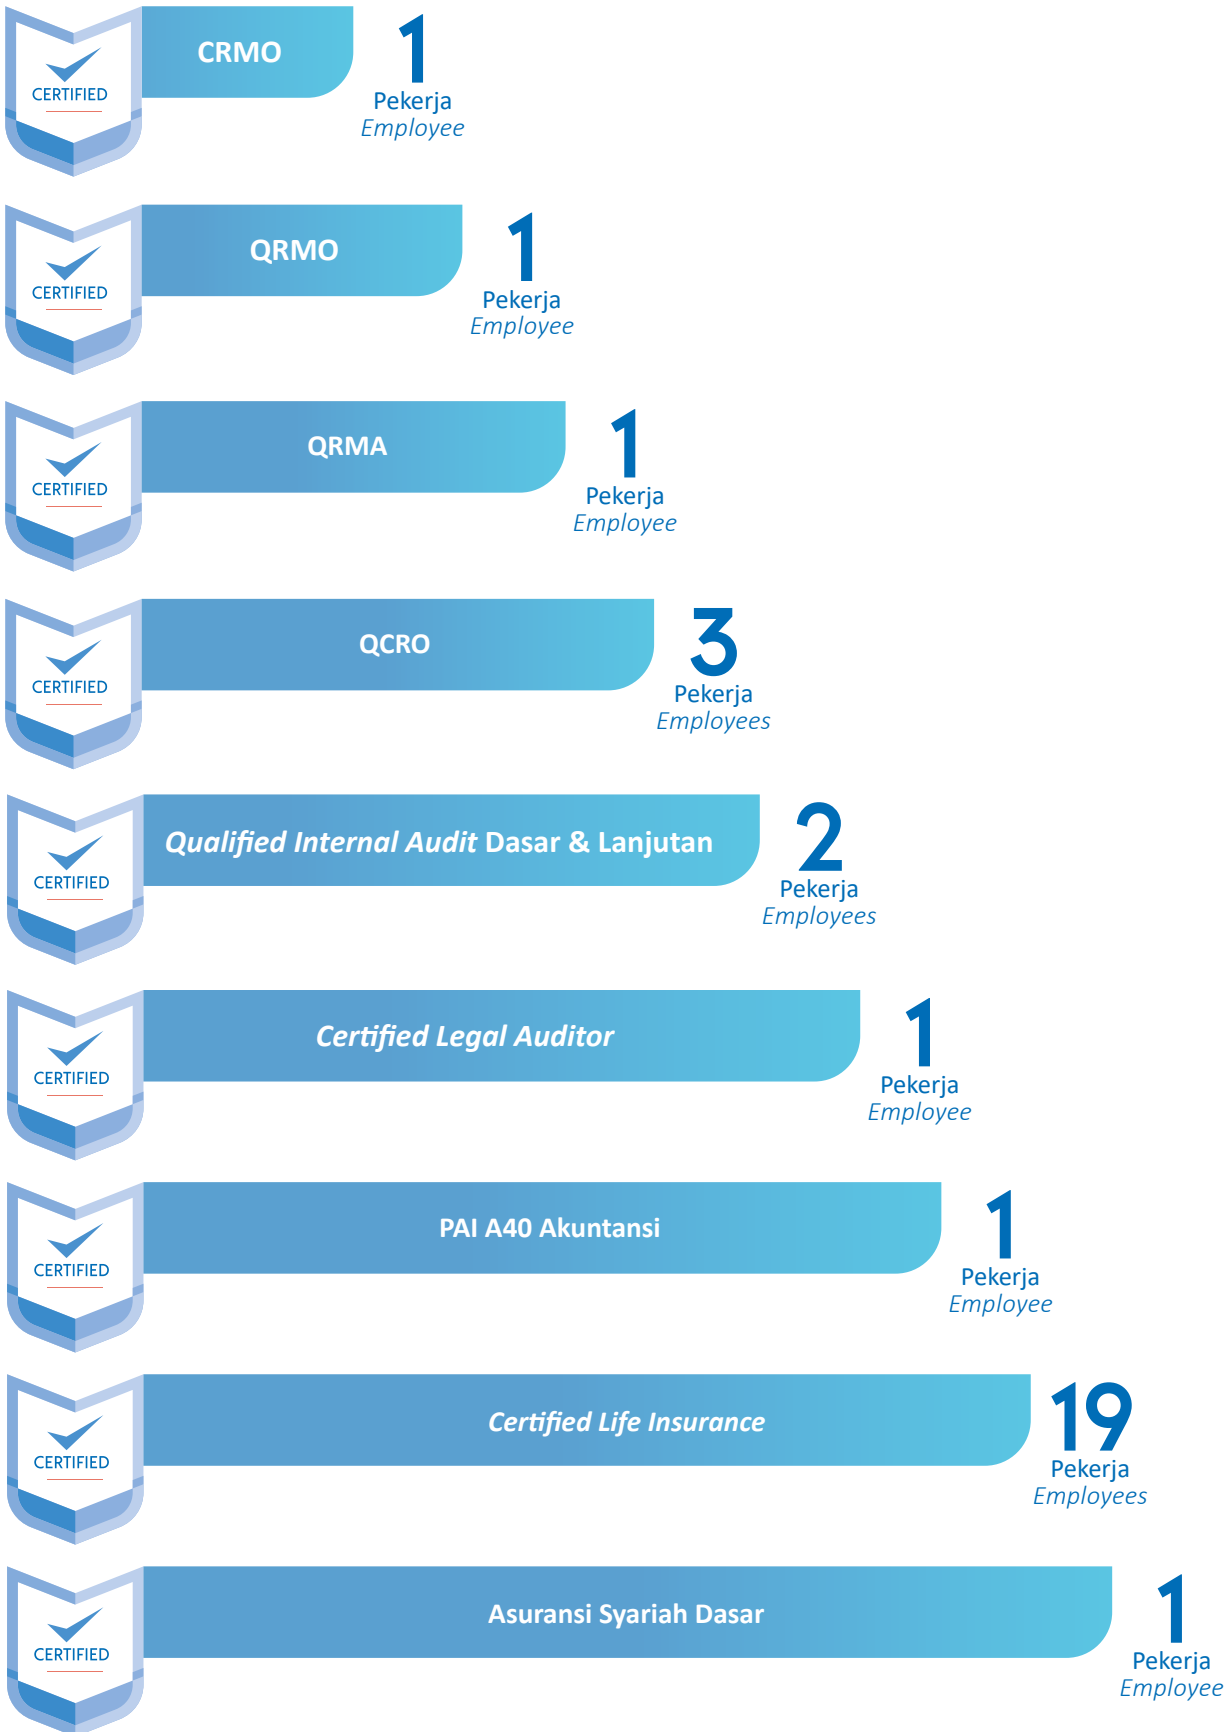 CERTIFIED
CRMO
1
Pekerja
Employee
CERTIFIED
QRMO
1
Pekerja
Employee
CERTIFIED
QRMA
1
Pekerja
Employee
CERTIFIED
QCRO
3
Pekerja
Employees
CERTIFIED
Qualified Internal Audit Dasar & Lanjutan
2
Pekerja
Employees
CERTIFIED
Certified Legal Auditor
1
Pekerja
Employee
CERTIFIED
PAI A40 Akuntansi
1
Pekerja
Employee
CERTIFIED
Certified Life Insurance
19
Pekerja
Employees
CERTIFIED
Asuransi Syariah Dasar
1
Pekerja
Employee